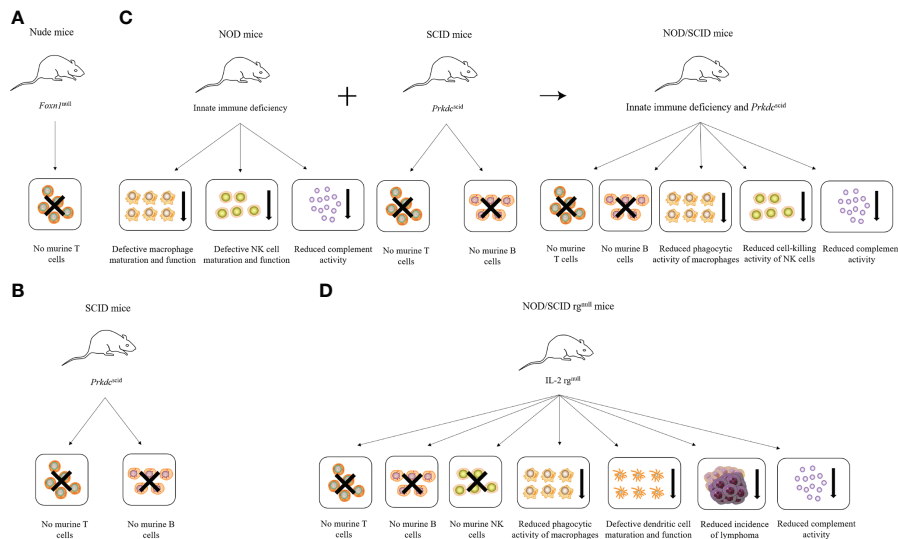 A
Nude mice
Foxn1null
No murine T
cells
B
SCID mice
Prkdcscid
No murine T
cells
No murine B
cells
C
NOD mice
Innate immune deficiency
Defective macrophage
maturation and function
Defective NK cell
maturation and function
Reduced complement
activity
+
SCID mice
Prkdcscid
No murine T
cells
No murine B
cells
NOD/SCID mice
Innate immune deficiency and Prkdcscid
No murine
T cells
No murine B
cells
Reduced phagocytic
activity of macrophages
Reduced cell-killing
activity of NK cells
Reduced complemen
activity
D
NOD/SCID rgnull mice
IL-2 rgnull
No murine T
cells
No murine B
cells
No murine NK
cells
Reduced phagocytic
activity of macrophages
Defective dendritic cell
maturation and function
Reduced incidence
of lymphoma
Reduced complement
activity